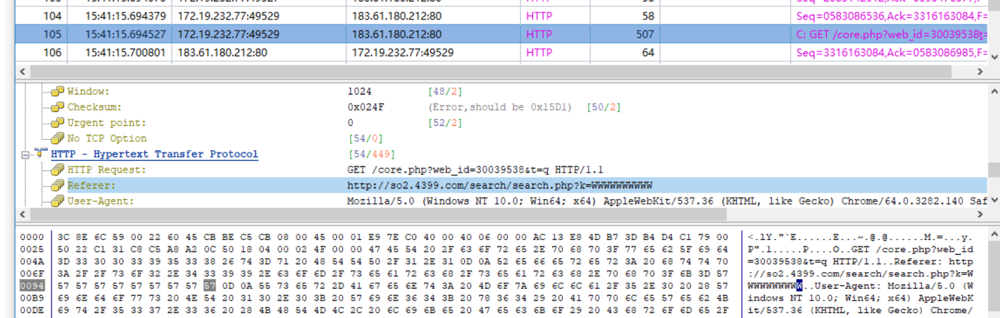 104 15:41:15.694379 172.19.232.77:49529 183.61.180.212:80 HTTP 58 Seq=0583086536,Ack=3316163084,F=
105 15:41:15.694527 172.19.232.77:49529 183.61.180.212:80 HTTP 507 C: GET /core.php?web_id=30039538t=
106 15:41:15.700801 183.61.180.212:80 172.19.232.77:49529 HTTP 64 Seq=3316163084,Ack=0583086985,F=
Window: 1024 [48/2]
Checksum: 0x024F (Error,should be 0x15D1) [50/2]
Urgent point: 0 [52/2]
No TCP Option [54/0]
HTTP - Hypertext Transfer Protocol [54/449]
HTTP Request: GET /core.php?web_id=30039538&t=q HTTP/1.1
Referer: http://so2.4399.com/search/search.php?k=WWWWWWWWWW
User-Agent: Mozilla/5.0 (Windows NT 10.0; Win64; x64) AppleWebKit/537.36 (KHTML, like Gecko) Chrome/64.0.3282.140 Saf
0000 3C 8E 6C 59 00 22 60 45 CB BE C5 CB 08 00 45 00 01 E9 7E C0 40 00 40 06 00 00 AC 13 E8 4D B7 3D B4 D4 C1 79 00 <.lY."`E......E...~.@.@......M.=...y.
0025 50 22 C1 31 C8 C5 A8 A2 0C 50 18 04 00 02 4F 00 00 47 45 54 20 2F 63 6F 72 65 2E 70 68 70 3F 77 65 62 5F 69 64 P".1.....P....O..GET /core.php?web_id
004A 3D 33 30 30 33 39 35 33 38 26 74 3D 71 20 48 54 54 50 2F 31 2E 31 0D 0A 52 65 66 65 72 65 72 3A 20 68 74 74 70 =30039538&t=q HTTP/1.1..Referer: http
006F 3A 2F 2F 73 6F 32 2E 34 33 39 39 2E 63 6F 6D 2F 73 65 61 72 63 68 2F 73 65 61 72 63 68 2E 70 68 70 3F 6B 3D 57 ://so2.4399.com/search/search.php?k=W
0094 57 57 57 57 57 57 57 57 57 0D 0A 55 73 65 72 2D 41 67 65 6E 74 3A 20 4D 6F 7A 69 6C 6C 61 2F 35 2E 30 20 28 57 WWWWWWWWW..User-Agent: Mozilla/5.0 (W
00B9 69 6E 64 6F 77 73 20 4E 54 20 31 30 2E 30 3B 20 57 69 6E 36 34 3B 20 78 36 34 29 20 41 70 70 6C 65 57 65 62 4B indows NT 10.0; Win64; x64) AppleWebK
00DE 69 74 2F 35 33 37 2E 33 36 20 28 4B 48 54 4D 4C 2C 20 6C 69 6B 65 20 47 65 63 6B 6F 29 20 43 68 72 6F 6D 65 2F it/537.36 (KHTML, like Gecko) Chrome/